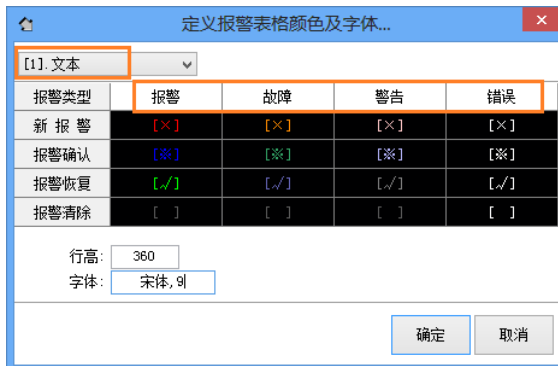 定义报警表格颜色及字体...
[1].文本
报警类型 报警 故障 警告 错误
新 报 警 [×] [×] [×] [×]
报警确认 [※] [※] [※] [※]
报警恢复 [√] [√] [√] [√]
报警清除 [ ] [ ] [ ] [ ]
行高: 360
字体: 宋体,9
确定 取消